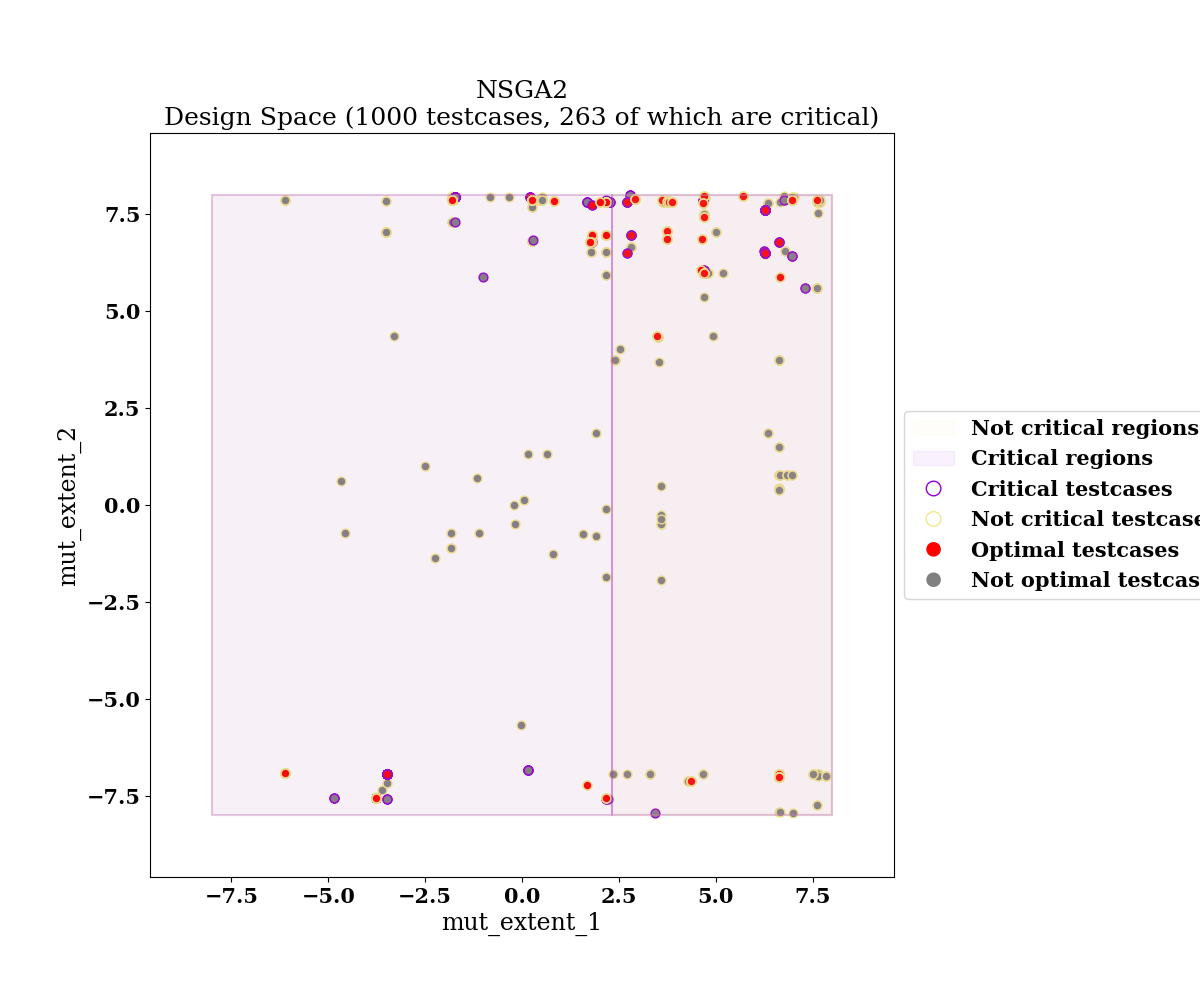 NSGA2
Design Space (1000 testcases, 263 of which are critical)
7.5
5.0
2.5
0.0
−2.5
−5.0
−7.5
mut_extent_2
−7.5
−5.0
−2.5
0.0
2.5
5.0
7.5
mut_extent_1
Not critical regions
Critical regions
Critical testcases
Not critical testcase
Optimal testcases
Not optimal testcas